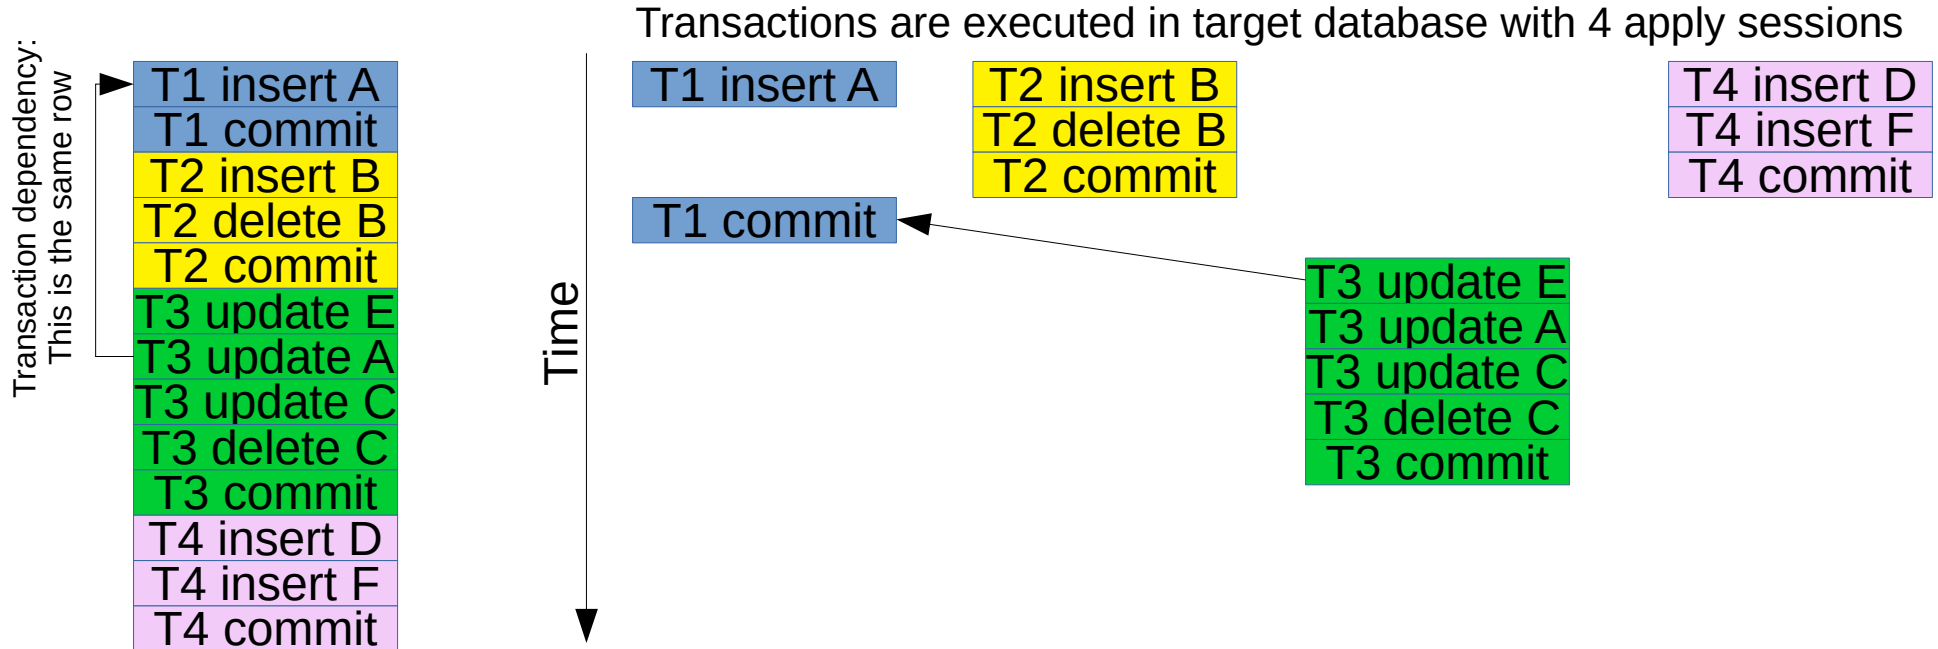 Transactions are executed in target database with 4 apply sessions
Transaction dependency:
This is the same row
T1 insert A
T1 commit
T2 insert B
T2 delete B
T2 commit
T3 update E
T3 update A
T3 update C
T3 delete C
T3 commit
T4 insert D
T4 insert F
T4 commit
Time
T1 insert A
T1 commit
T2 insert B
T2 delete B
T2 commit
T3 update E
T3 update A
T3 update C
T3 delete C
T3 commit
T4 insert D
T4 insert F
T4 commit